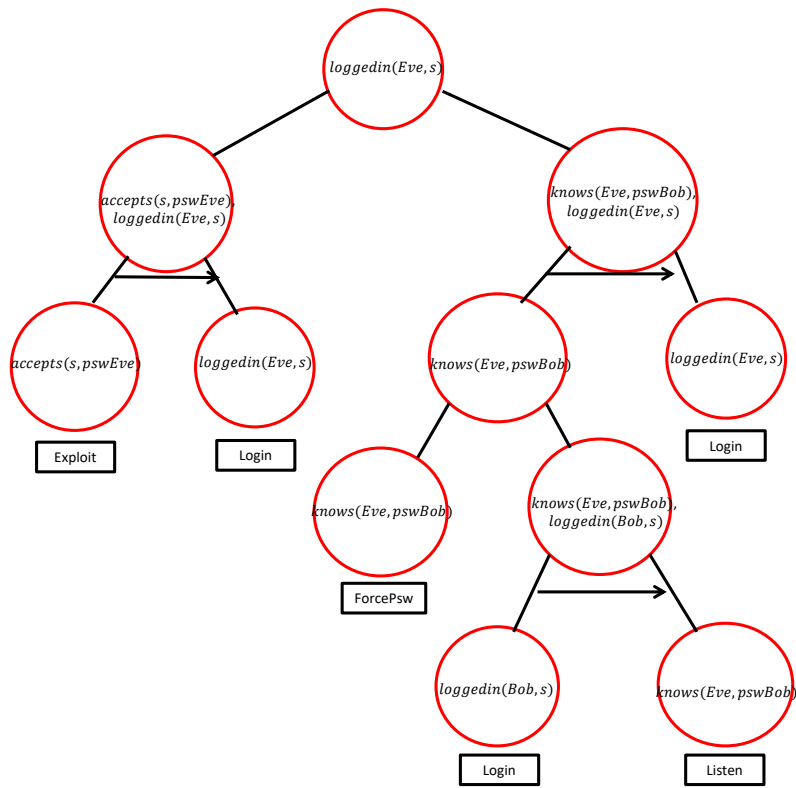 loggedin(Eve, s)
accepts(s, pswEve),
loggedin(Eve, s)
knows(Eve, pswBob),
loggedin(Eve, s)
accepts(s, pswEve)
loggedin(Eve, s)
knows(Eve, pswBob)
loggedin(Eve, s)
Exploit
Login
Login
knows(Eve, pswBob)
knows(Eve, pswBob),
loggedin(Bob, s)
ForcePsw
loggedin(Bob, s)
knows(Eve, pswBob)
Login
Listen